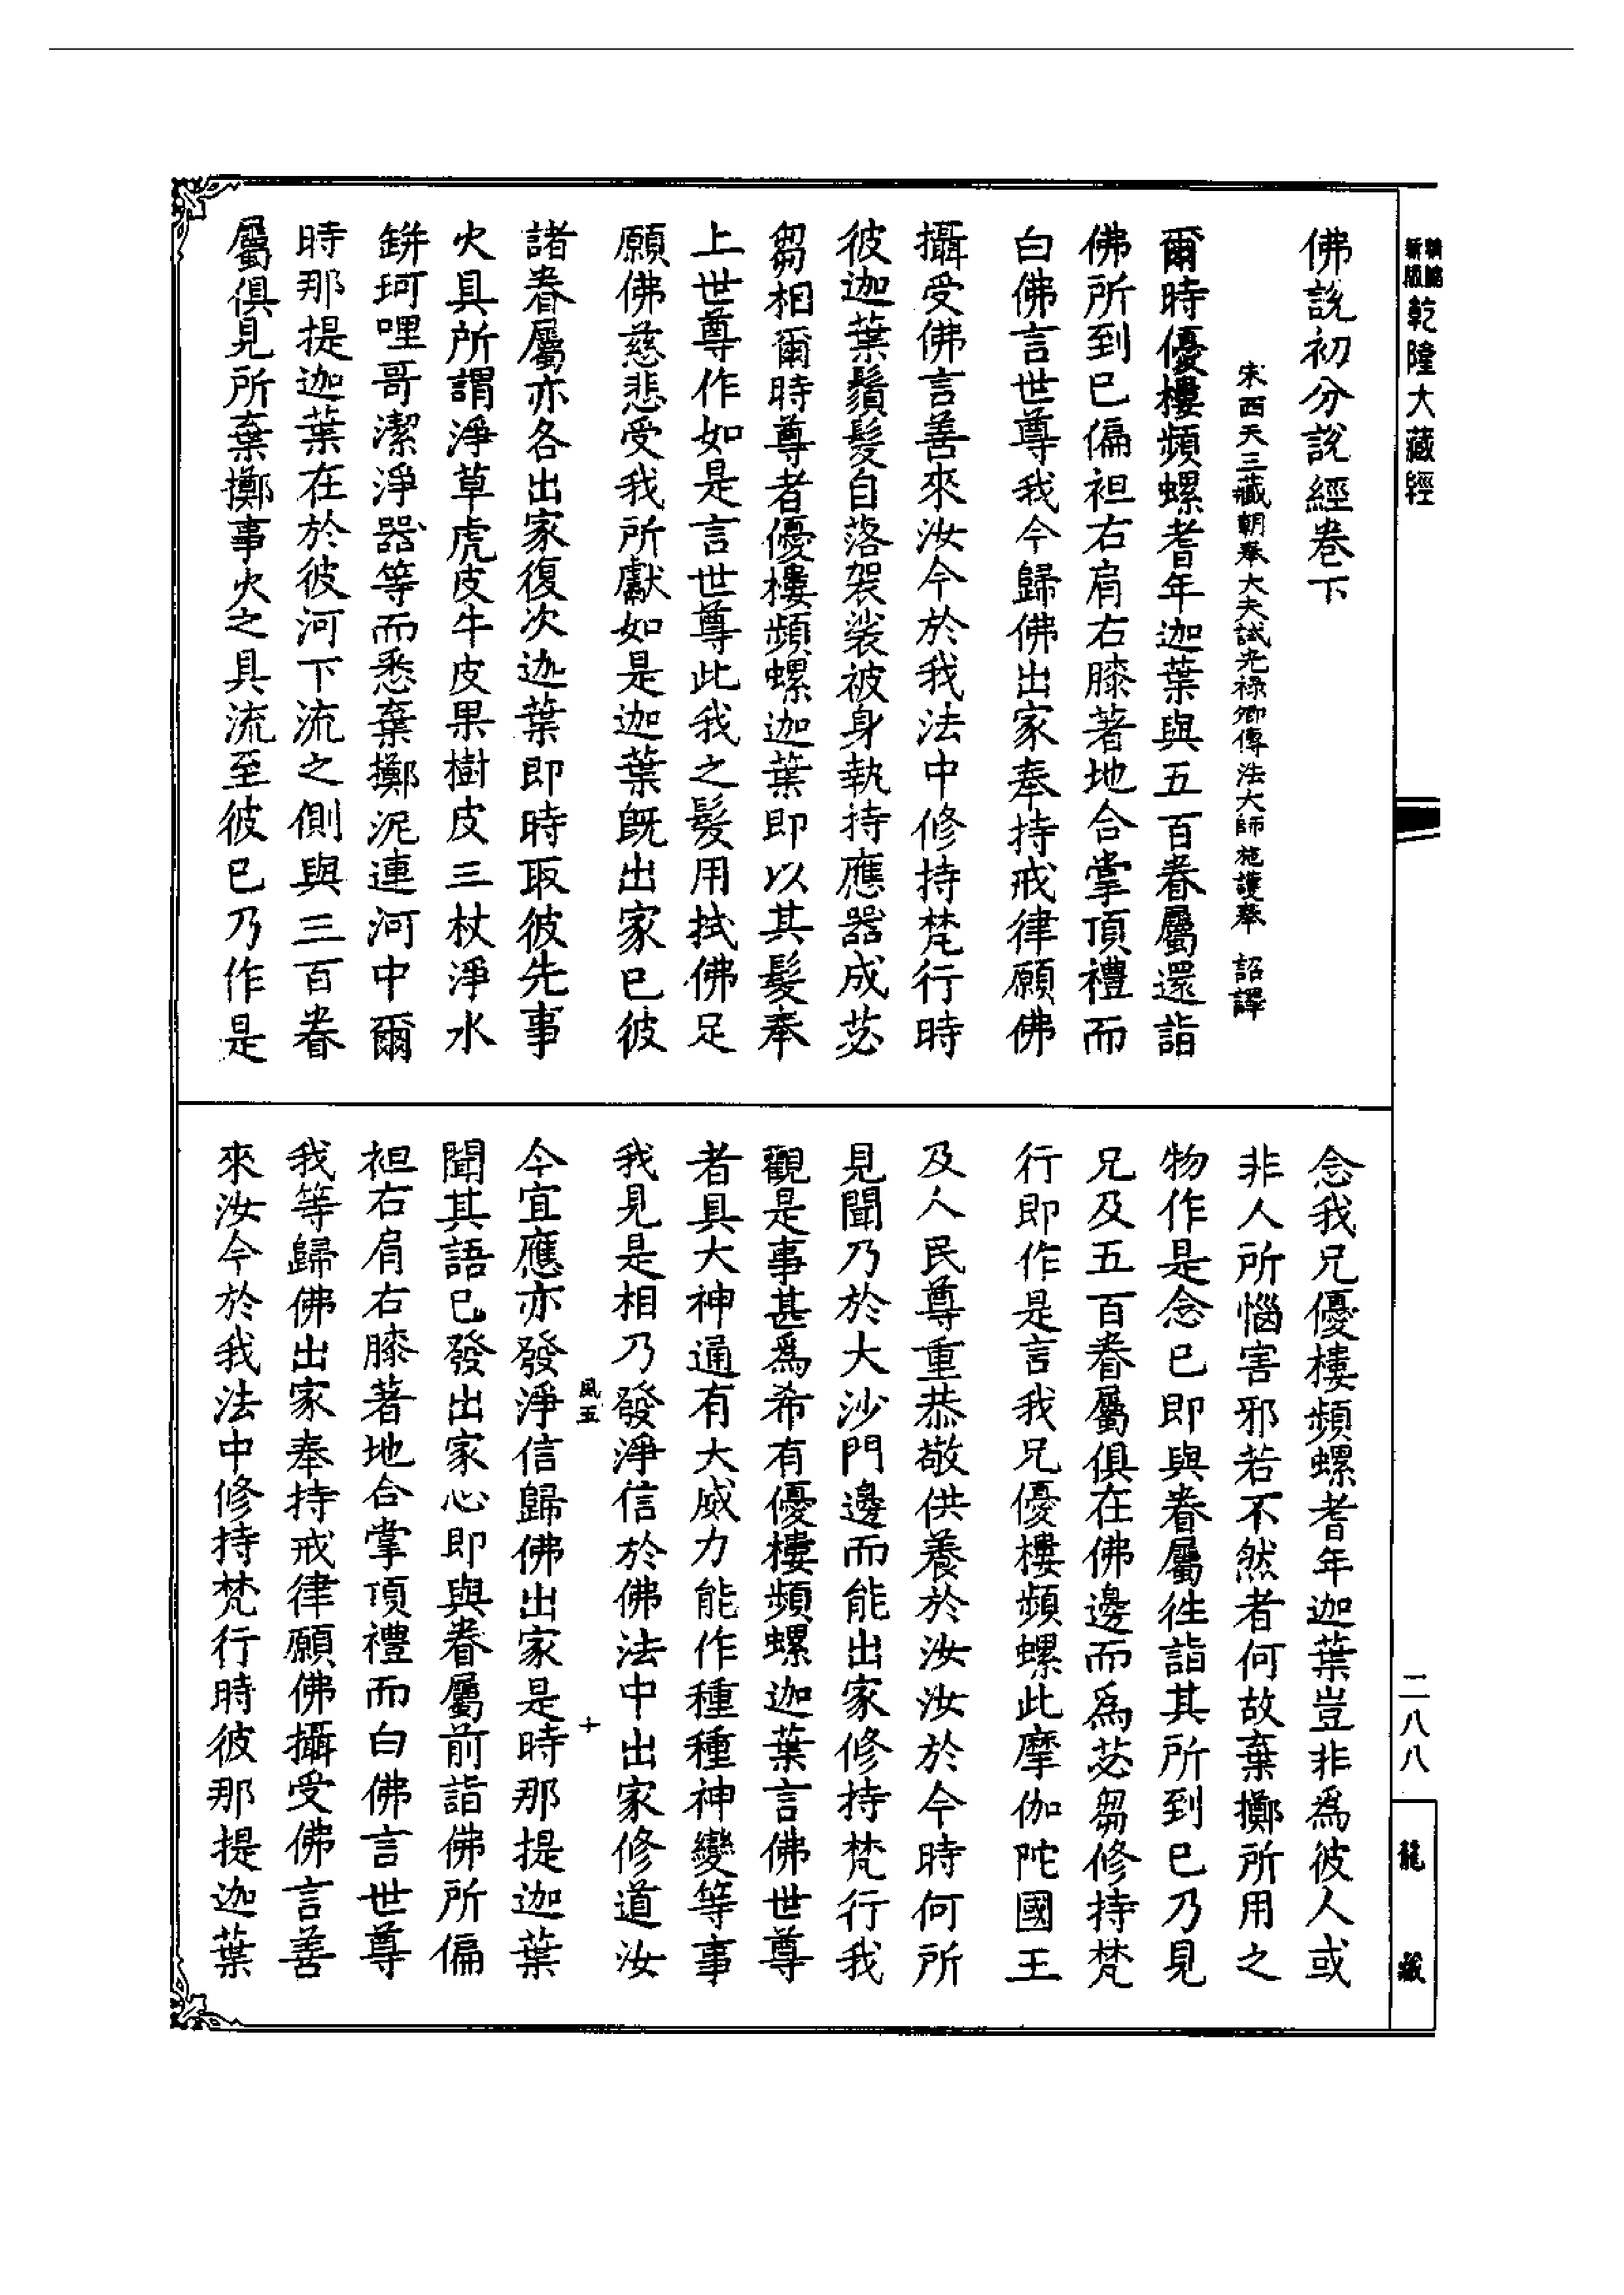 乾隆大藏經
佛說初分說經卷下
宋西天三藏朝奉大夫試光祿卿傳法大師施護奉 詔譯
爾時優樓頻螺耆年迦葉與五百眷屬還詣
佛所到已偏袒右肩右膝著地合掌頂禮而
白佛言世尊我今歸佛出家奉持戒律願佛
攝受佛言善來汝今於我法中修持梵行時
彼迦葉鬚髮自落袈裟被身執持應器成苾
芻相爾時尊者優樓頻螺迦葉即以其髮奉
上世尊作如是言世尊此我之髮用拭佛足
願佛慈悲受我所獻如是迦葉既出家已彼
諸眷屬亦各出家復次迦葉即時取彼先事
火具所謂淨草虎皮牛皮果樹皮三杖淨水
缾珂哩哥潔淨器等而悉棄擲泥連河中爾
時那提迦葉在於彼河下流之側與三百眷
屬俱見所棄擲事火之具流至彼已乃作是
念我兄優樓頻螺耆年迦葉豈非為彼人或
非人所惱害邪若不然者何故棄擲所用之
物作是念已即與眷屬徃詣其所到已乃見
兄及五百眷屬俱在佛邊而為苾芻修持梵
行即作是言我兄優樓頻螺此摩伽陀國王
及人民尊重恭敬供養於汝汝於今時何所
見聞乃於大沙門邊而能出家修持梵行我
觀是事甚為希有優樓頻螺迦葉言佛世尊
者具大神通有大威力能作種種神變等事
我見是相乃發淨信於佛法中出家修道汝
風五 十
今宜應亦發淨信歸佛出家是時那提迦葉
聞其語已發出家心即與眷屬前詣佛所偏
袒右肩右膝著地合掌頂禮而白佛言世尊
我等歸佛出家奉持戒律願佛攝受佛言善
來汝今於我法中修持梵行時彼那提迦葉
二八八
龍藏